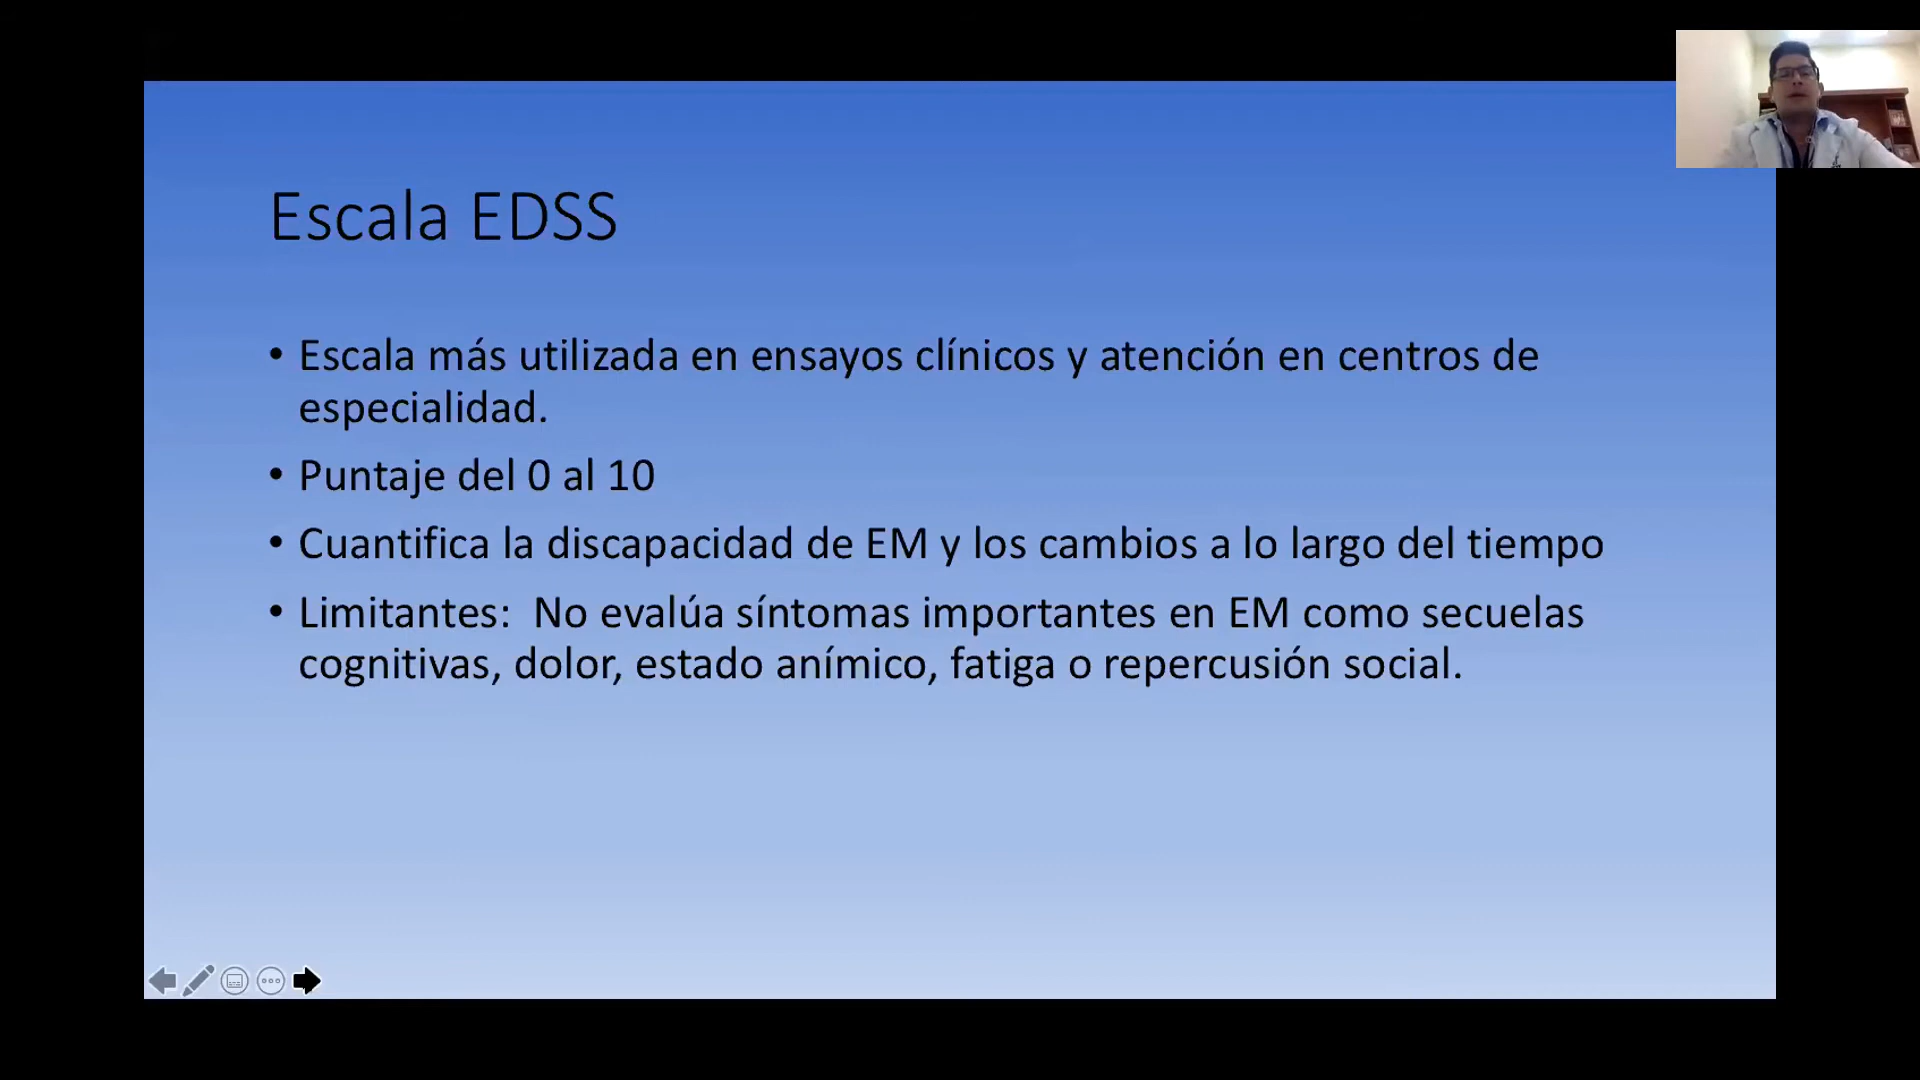 Escala EDSS
• Escala más utilizada en ensayos clínicos y atención en centros de
especialidad.
• Puntaje del 0 al 10
• Cuantifica la discapacidad de EM y los cambios a lo largo del tiempo
• Limitantes:  No evalúa síntomas importantes en EM como secuelas
cognitivas, dolor, estado anímico, fatiga o repercusión social.